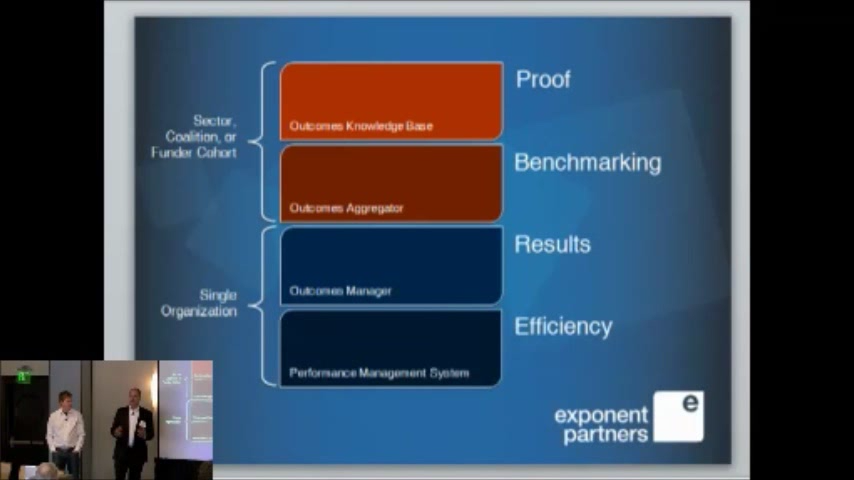 Proof
Sector,
Coalition, or
Funder Cohort
Outcomes Knowledge Base
Benchmarking
Outcomes Aggregator
Results
Single
Organization
Outcomes Manager
Efficiency
Performance Management System
e
exponent
partners